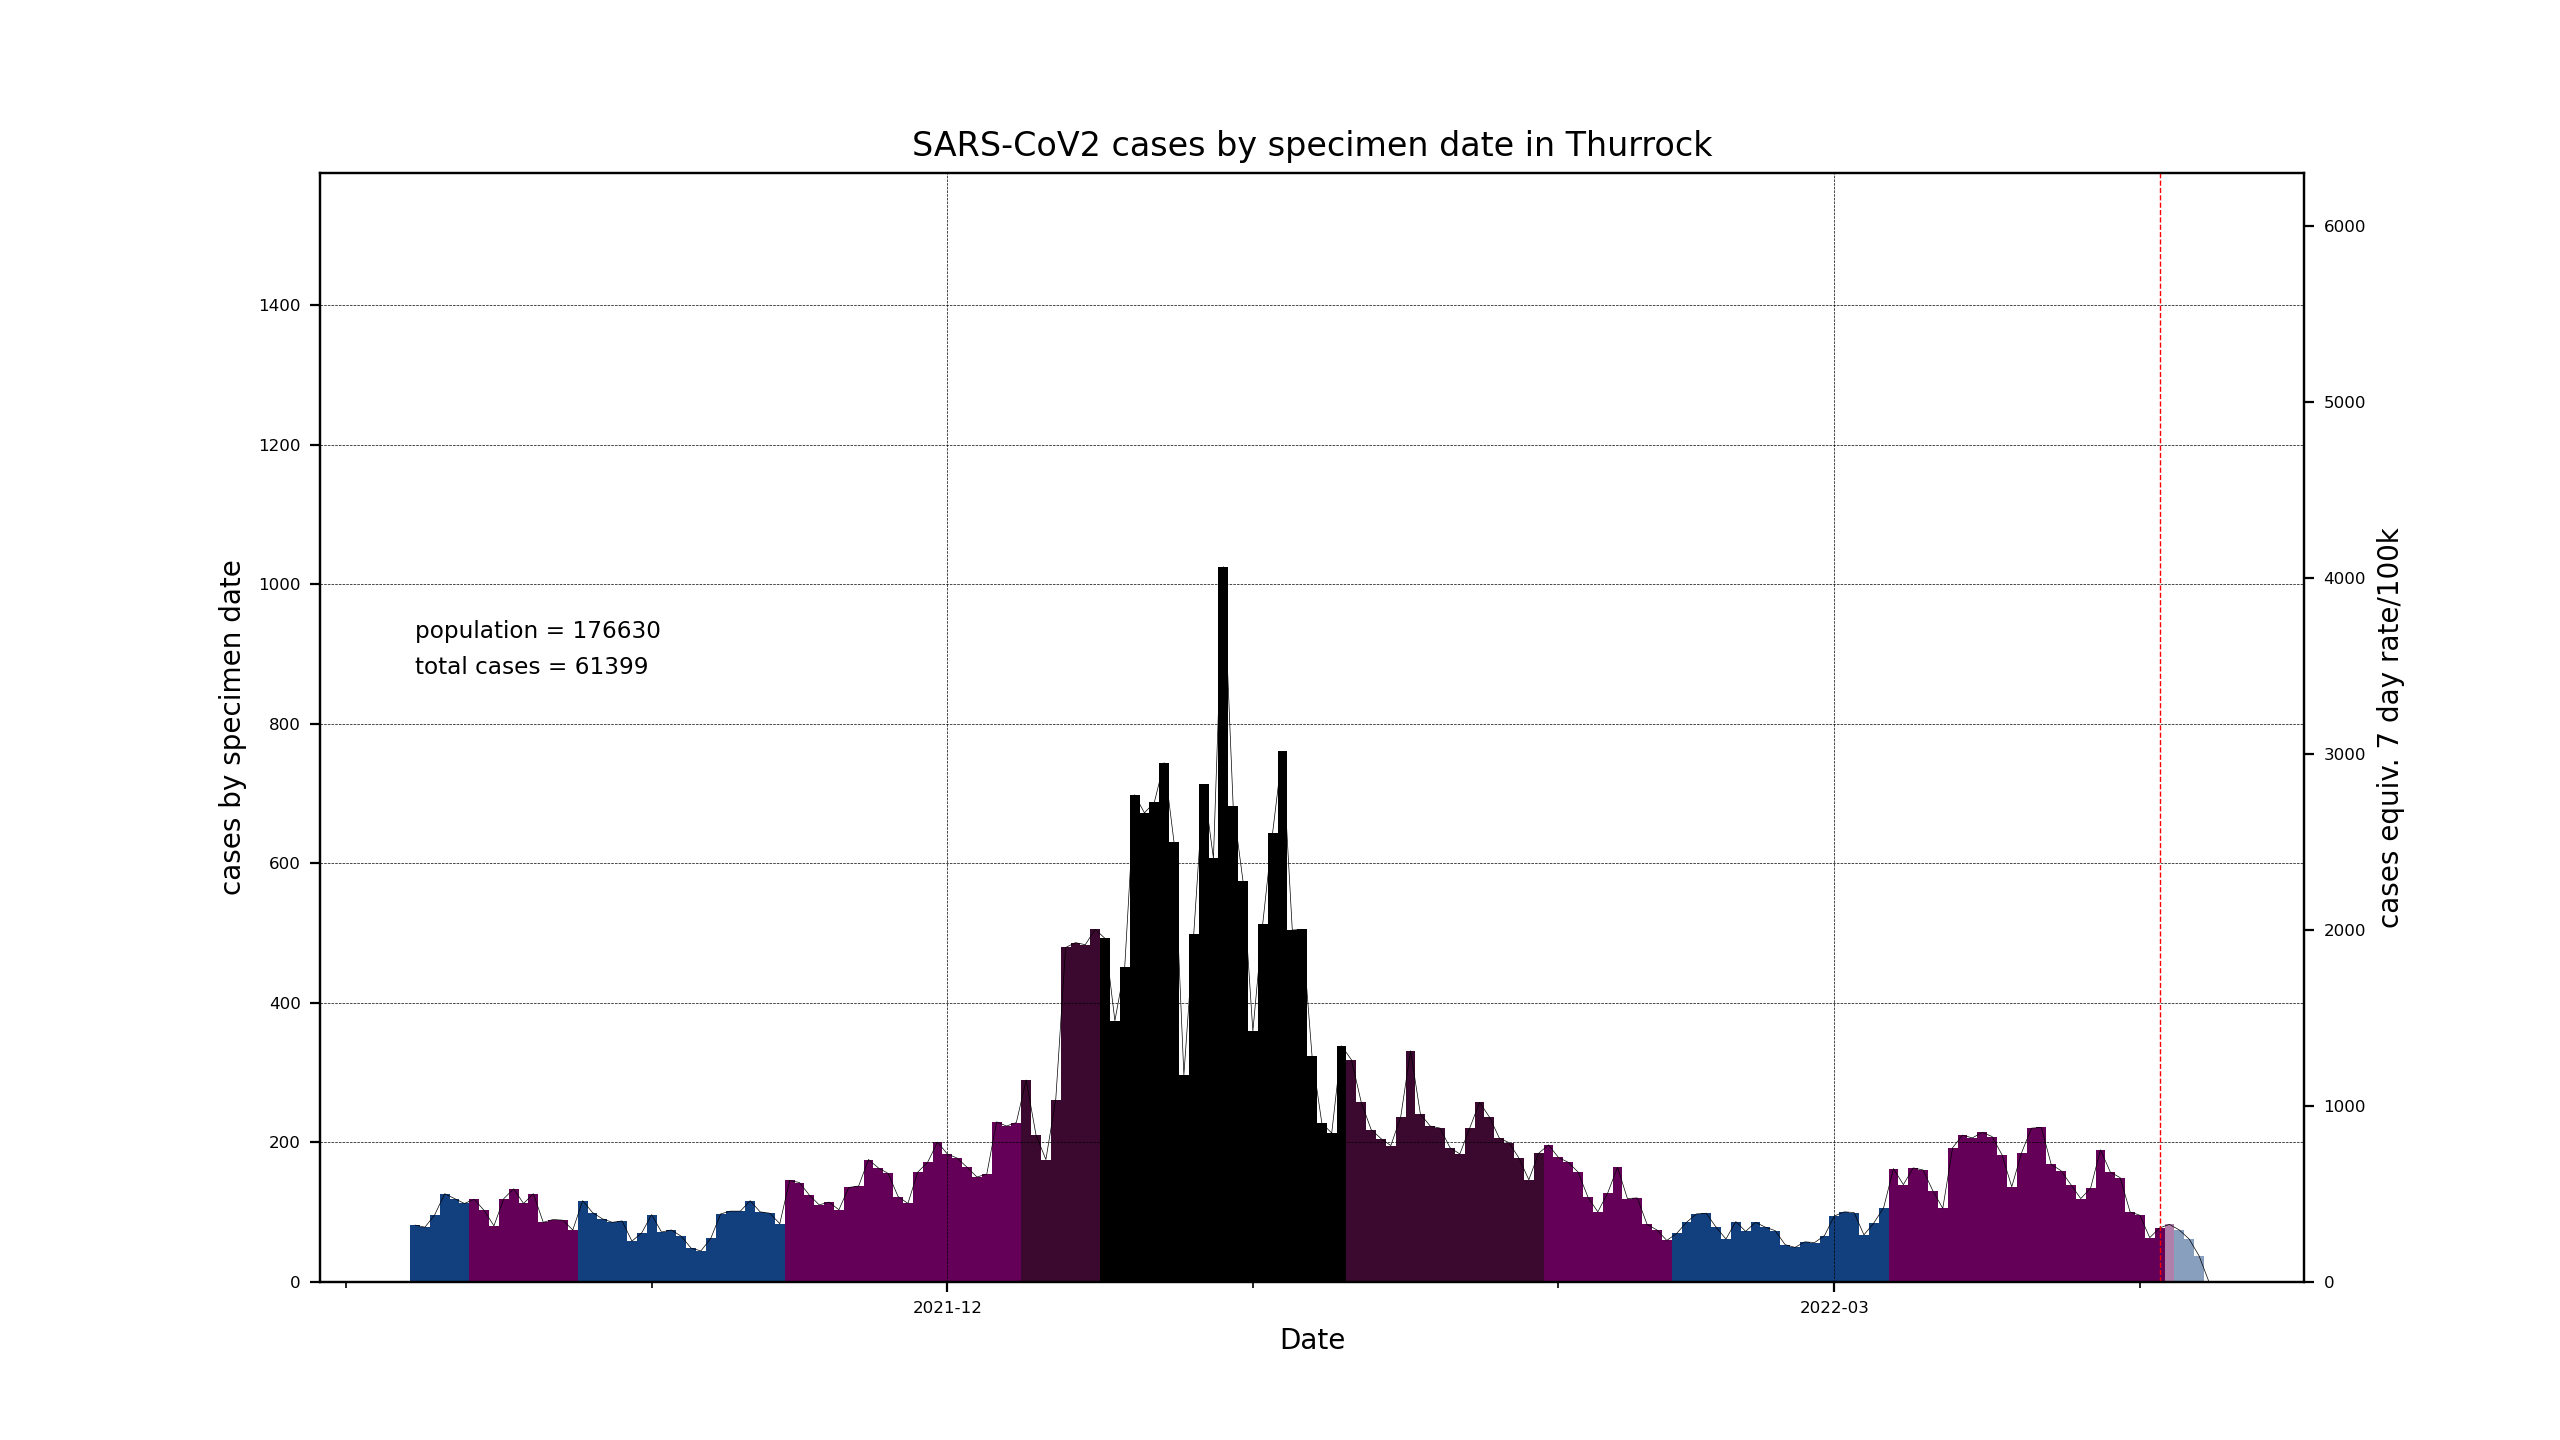 SARS-CoV2 cases by specimen date in Thurrock
cases by specimen date
1400
1200
1000
800
600
400
200
0
population = 176630
total cases = 61399
6000
5000
4000
3000
2000
1000
0
cases equiv. 7 day rate/100k
2021-12
2022-03
Date